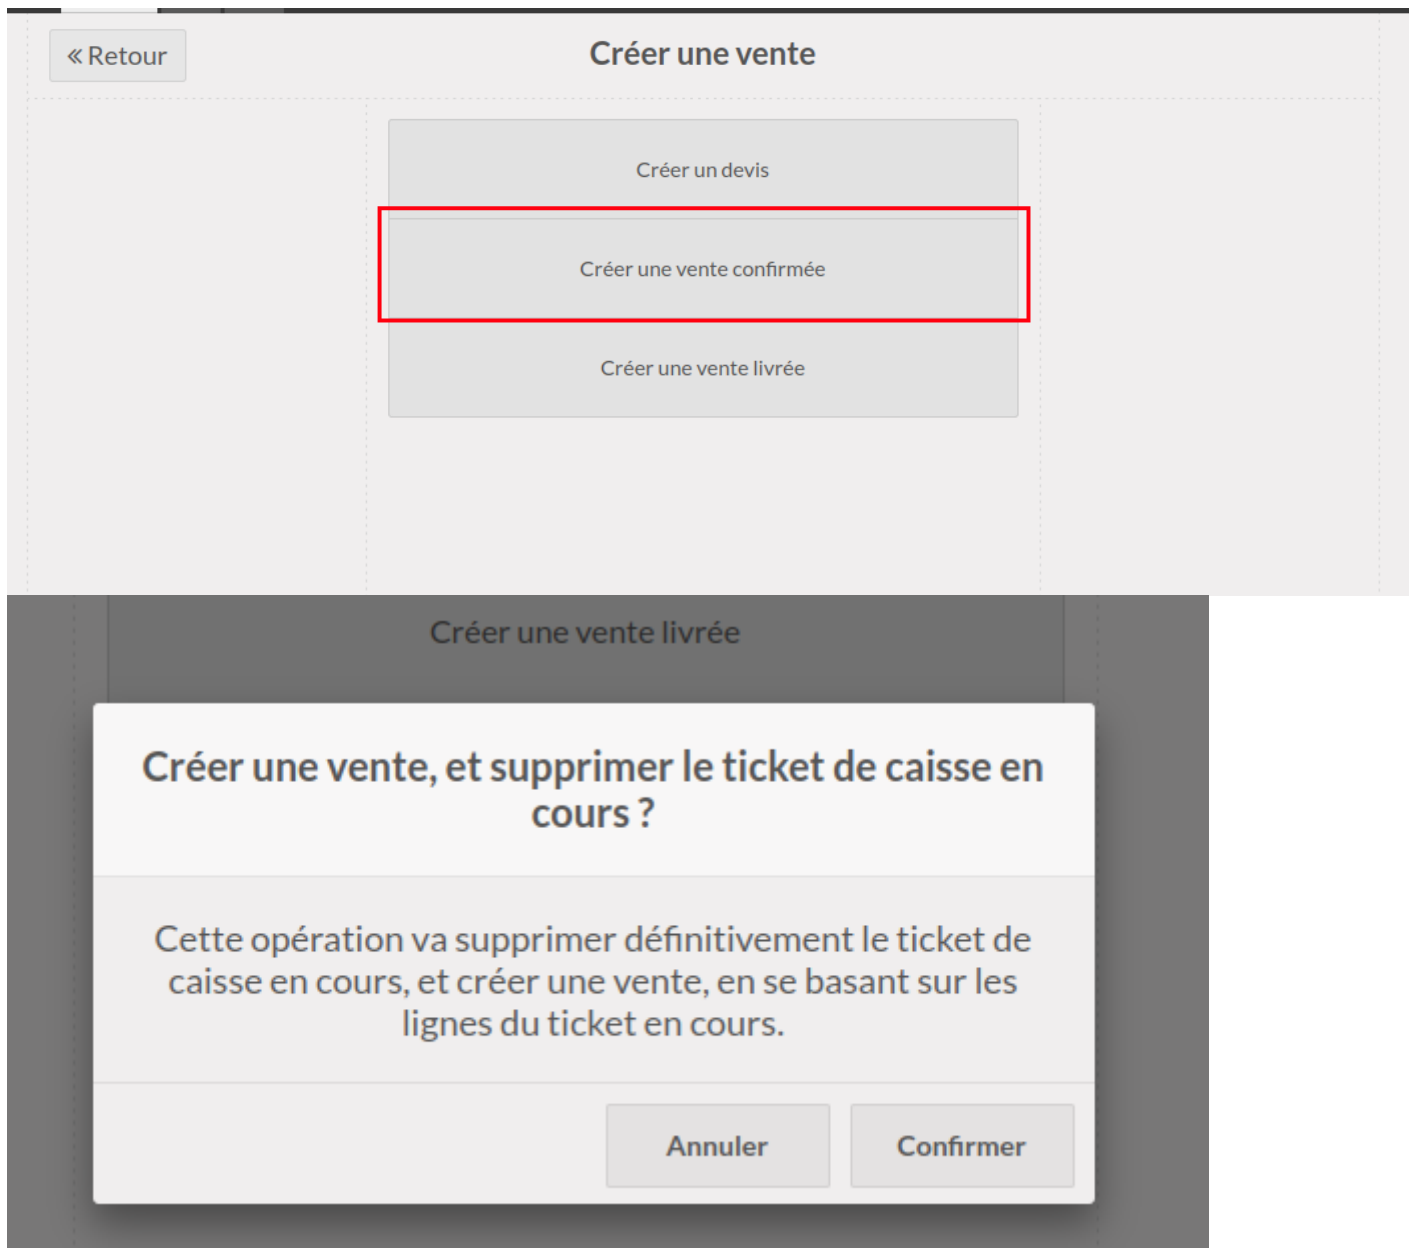 « Retour
Créer une vente
Créer un devis
Créer une vente confirmée
Créer une vente livrée
Créer une vente livrée
Créer une vente, et supprimer le ticket de caisse en
cours ?
Cette opération va supprimer définitivement le ticket de
caisse en cours, et créer une vente, en se basant sur les
lignes du ticket en cours.
Annuler
Confirmer